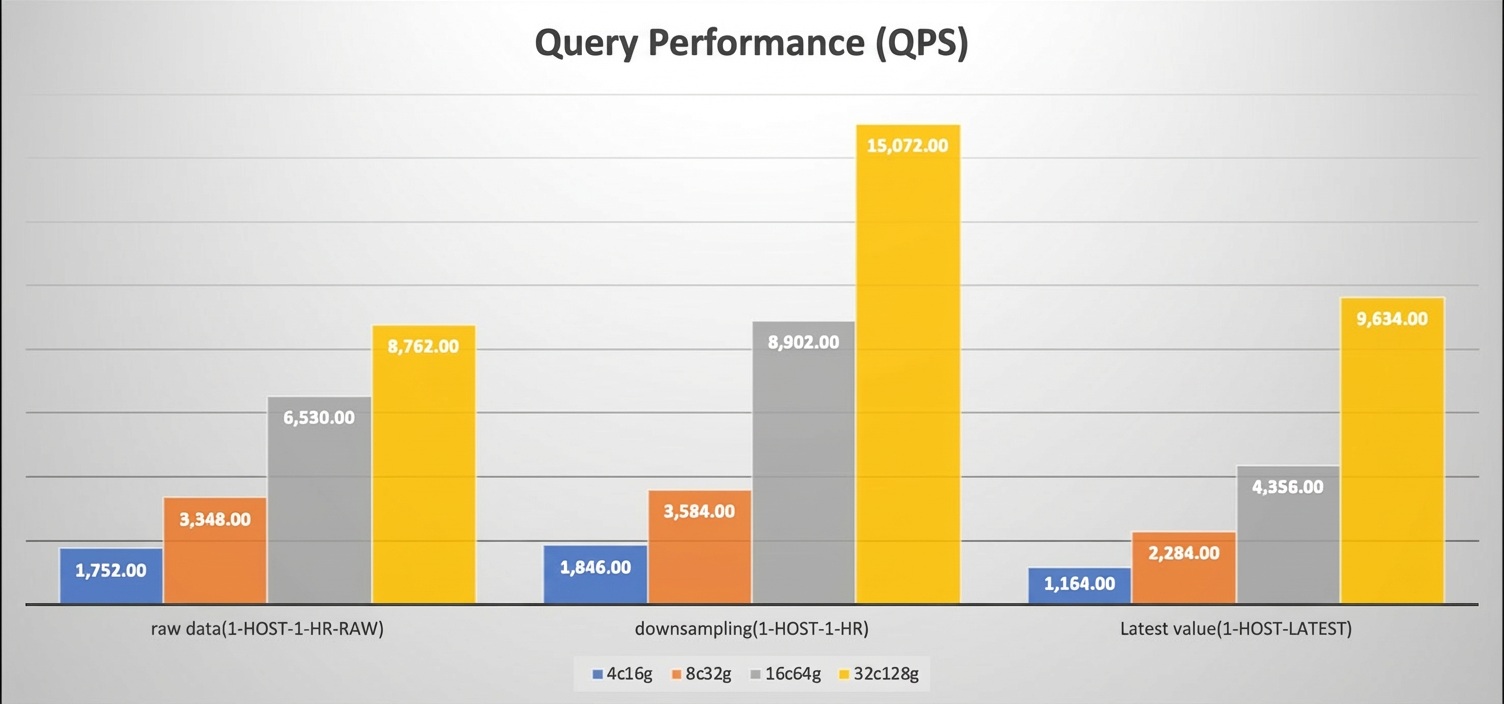 Query Performance (QPS)
1,752.00
3,348.00
6,530.00
8,762.00
1,846.00
3,584.00
8,902.00
15,072.00
1,164.00
2,284.00
4,356.00
9,634.00
raw data(1-HOST-1-HR-RAW)
downsampling(1-HOST-1-HR)
Latest value(1-HOST-LATEST)
4c16g 8c32g 16c64g 32c128g